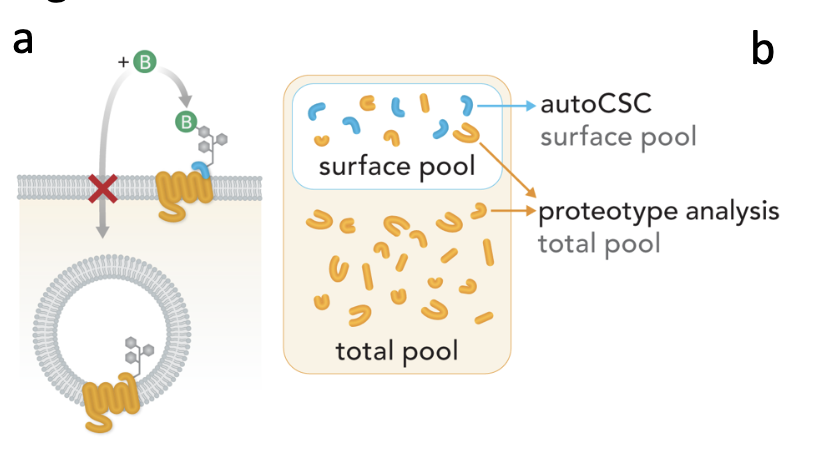 a
b
+ B
B
autoCSC
surface pool
surface pool
proteotype analysis
total pool
total pool